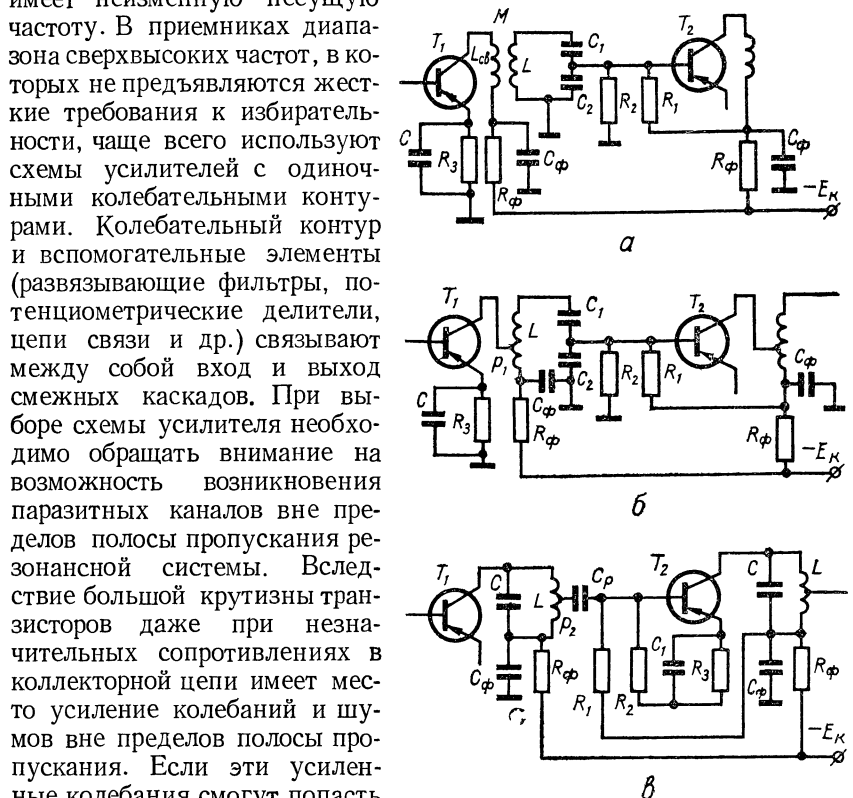 имеет неизменную несущую
частоту. В приемниках диапа-
зона сверхвысоких частот, в ко-
торых не предъявляются жест-
кие требования к избиратель-
ности, чаще всего используют
схемы усилителей с одиноч-
ными колебательными конту-
рами. Колебательный контур
и вспомогательные элементы
(развязывающие фильтры, по-
тенциометрические делители,
цепи связи и др.) связывают
между собой вход и выход
смежных каскадов. При вы-
боре схемы усилителя необхо-
димо обращать внимание на
возможность возникновения
паразитных каналов вне пре-
делов полосы пропускания ре-
зонансной системы. Вслед-
ствие большой крутизны тран-
зисторов даже при незна-
чительных сопротивлениях в
коллекторной цепи имеет мес-
то усиление колебаний и шу-
мов вне пределов полосы про-
пускания. Если эти усилен-
ные колебания смогут попасть
M
T1 Lсв L C1 T2
C2 R2 R1
C R3 Rф Cф Rф Cф
−Eк
а
T1 L C1 T2
p1 C2 R2 R1 Cф
C R3 Cф Rф Rф
−Eк
б
T1 C L Cр T2 C L
p2
Cф Rф R1 R2 C1 R3 Cф Rф
−Eк
в